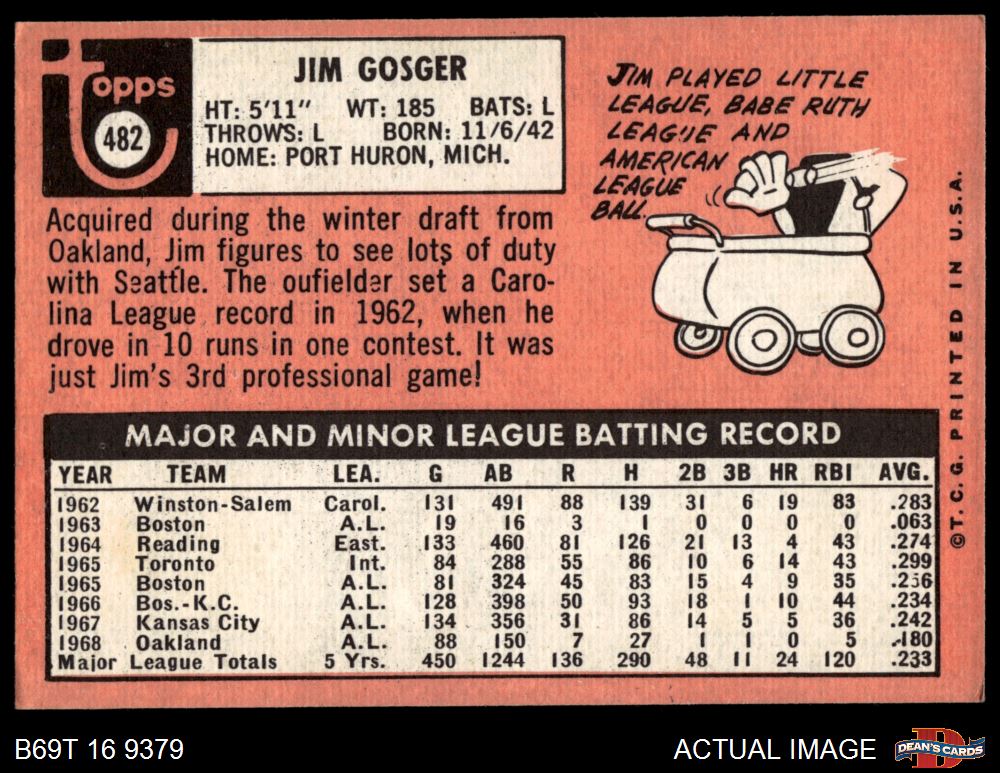 topps
482
JIM GOSGER
HT: 5'11" WT: 185 BATS: L
THROWS: L BORN: 11/6/42
HOME: PORT HURON, MICH.
JIM PLAYED LITTLE
LEAGUE, BABE RUTH
LEAGUE AND
AMERICAN
LEAGUE
BALL.
Acquired during the winter draft from
Oakland, Jim figures to see lots of duty
with Seattle. The oufielder set a Caro-
lina League record in 1962, when he
drove in 10 runs in one contest. It was
just Jim's 3rd professional game!
MAJOR AND MINOR LEAGUE BATTING RECORD
YEAR TEAM LEA. G AB R H 2B 3B HR RBI AVG.
1962 Winston-Salem Carol. 131 491 88 139 31 6 19 83 .283
1963 Boston A.L. 19 16 3 1 0 0 0 0 .063
1964 Reading East. 133 460 81 126 21 13 4 43 .274
1965 Toronto Int. 84 288 55 86 10 6 14 43 .299
1965 Boston A.L. 81 324 45 83 15 4 9 35 .256
1966 Bos.-K.C. A.L. 128 398 50 93 18 1 10 44 .234
1967 Kansas City A.L. 134 356 31 86 14 5 5 36 .242
1968 Oakland A.L. 88 150 7 27 1 1 0 5 .180
Major League Totals 5 Yrs. 450 1244 136 290 48 11 24 120 .233
©T. C. G. PRINTED IN U.S.A.
B69T 16 9379
ACTUAL IMAGE
DEAN'S CARDS